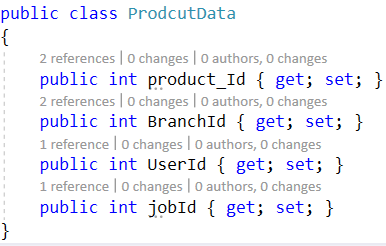 public class ProdcutData
{
2 references | 0 changes | 0 authors, 0 changes
public int product_Id { get; set; }
2 references | 0 changes | 0 authors, 0 changes
public int BranchId { get; set; }
1 reference | 0 changes | 0 authors, 0 changes
public int UserId { get; set; }
1 reference | 0 changes | 0 authors, 0 changes
public int jobId { get; set; }
}